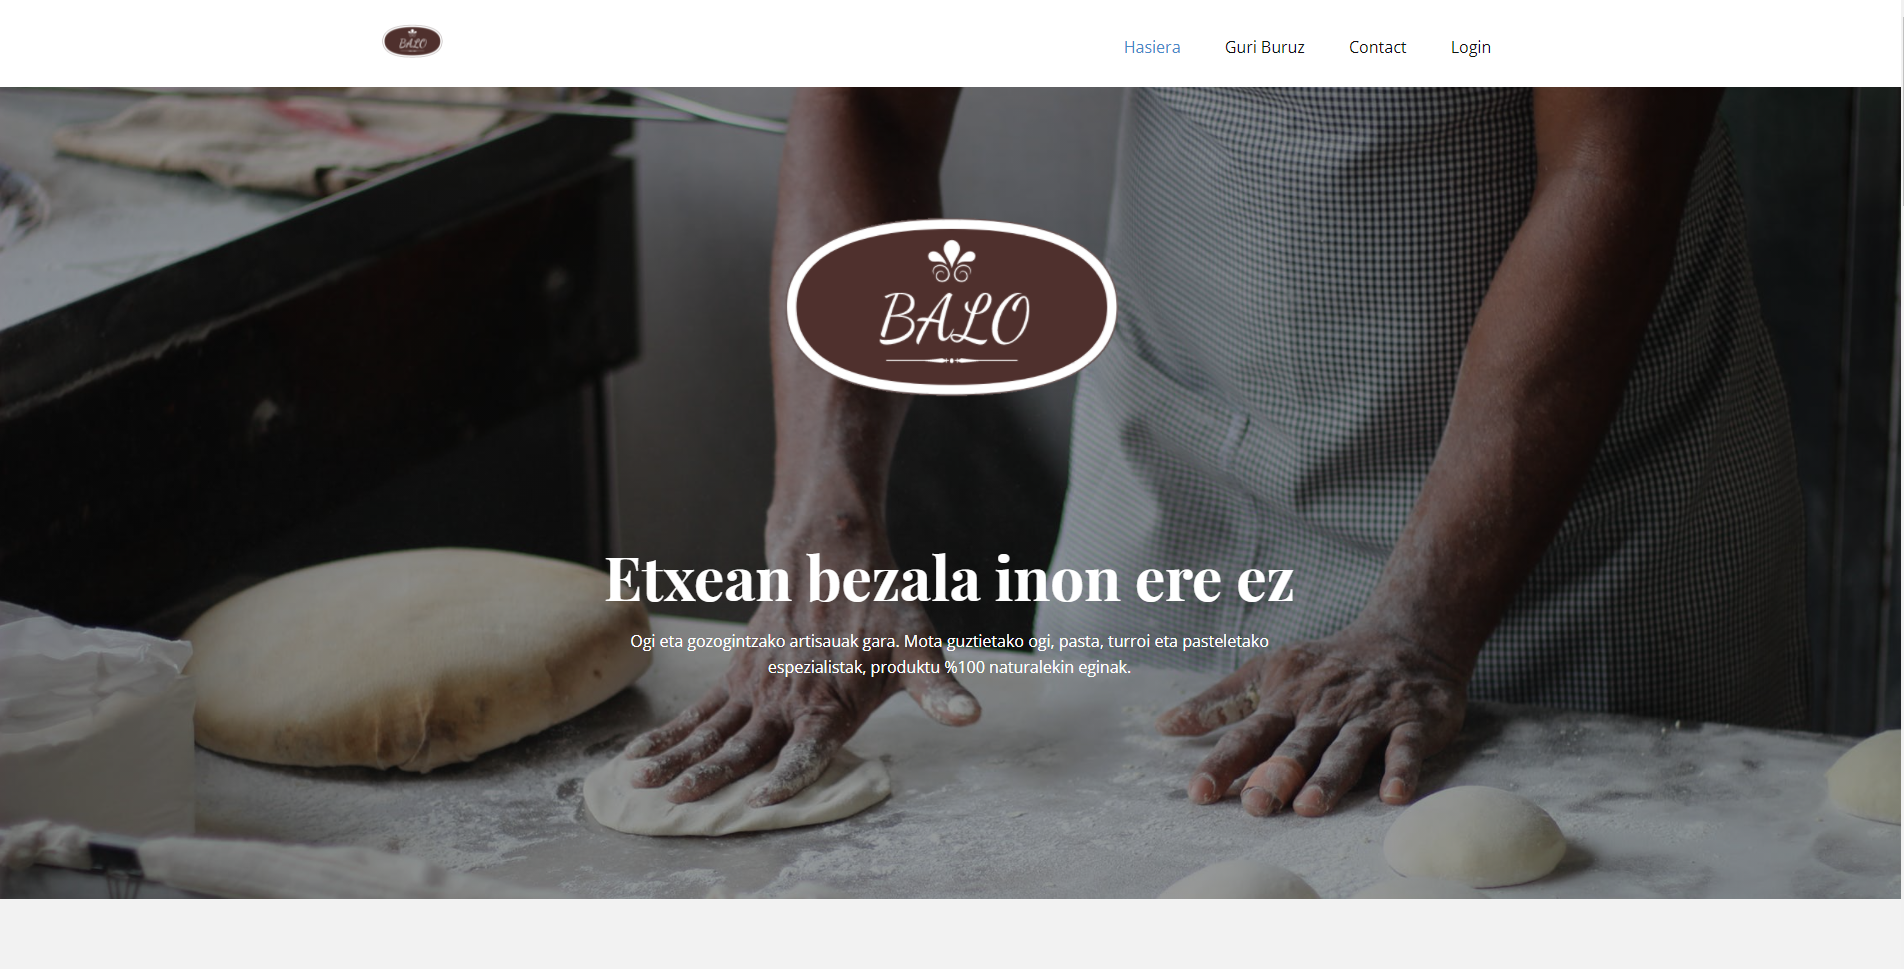 BALO
Hasiera
Guri Buruz
Contact
Login
BALO
Etxean bezala inon ere ez
Ogi eta gozogintzako artisauak gara. Mota guztietako ogi, pasta, turroi eta pasteletako
espezialistak, produktu %100 naturalekin eginak.